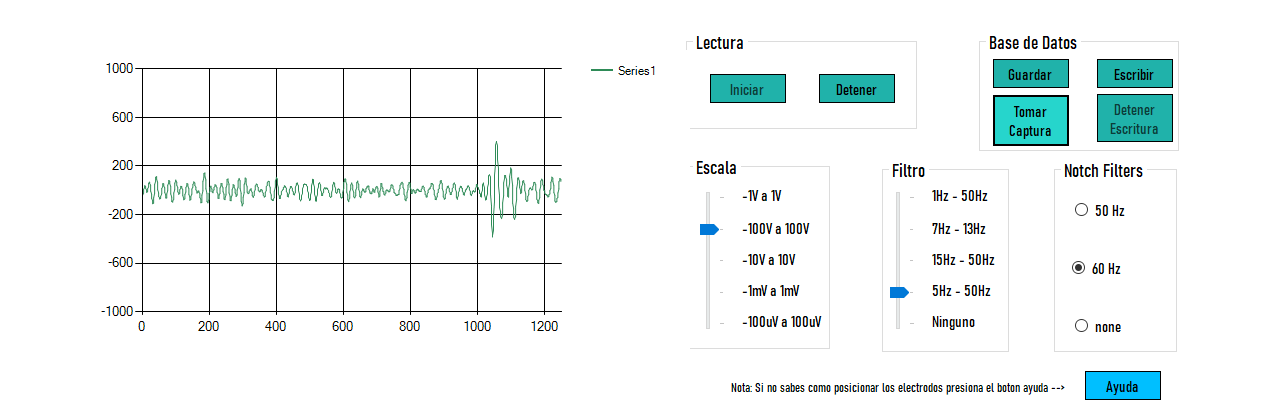 1000
600
200
-200
-600
-1000
0
200
400
600
800
1000
1200
Series1
Lectura
Iniciar
Detener
Base de Datos
Guardar
Escribir
Tomar
Captura
Detener
Escritura
Escala
-1V a 1V
-100V a 100V
-10V a 10V
-1mV a 1mV
-100uV a 100uV
Filtro
1Hz - 50Hz
7Hz - 13Hz
15Hz - 50Hz
5Hz - 50Hz
Ninguno
Notch Filters
50 Hz
60 Hz
none
Nota: Si no sabes como posicionar los electrodos presiona el boton ayuda -->
Ayuda